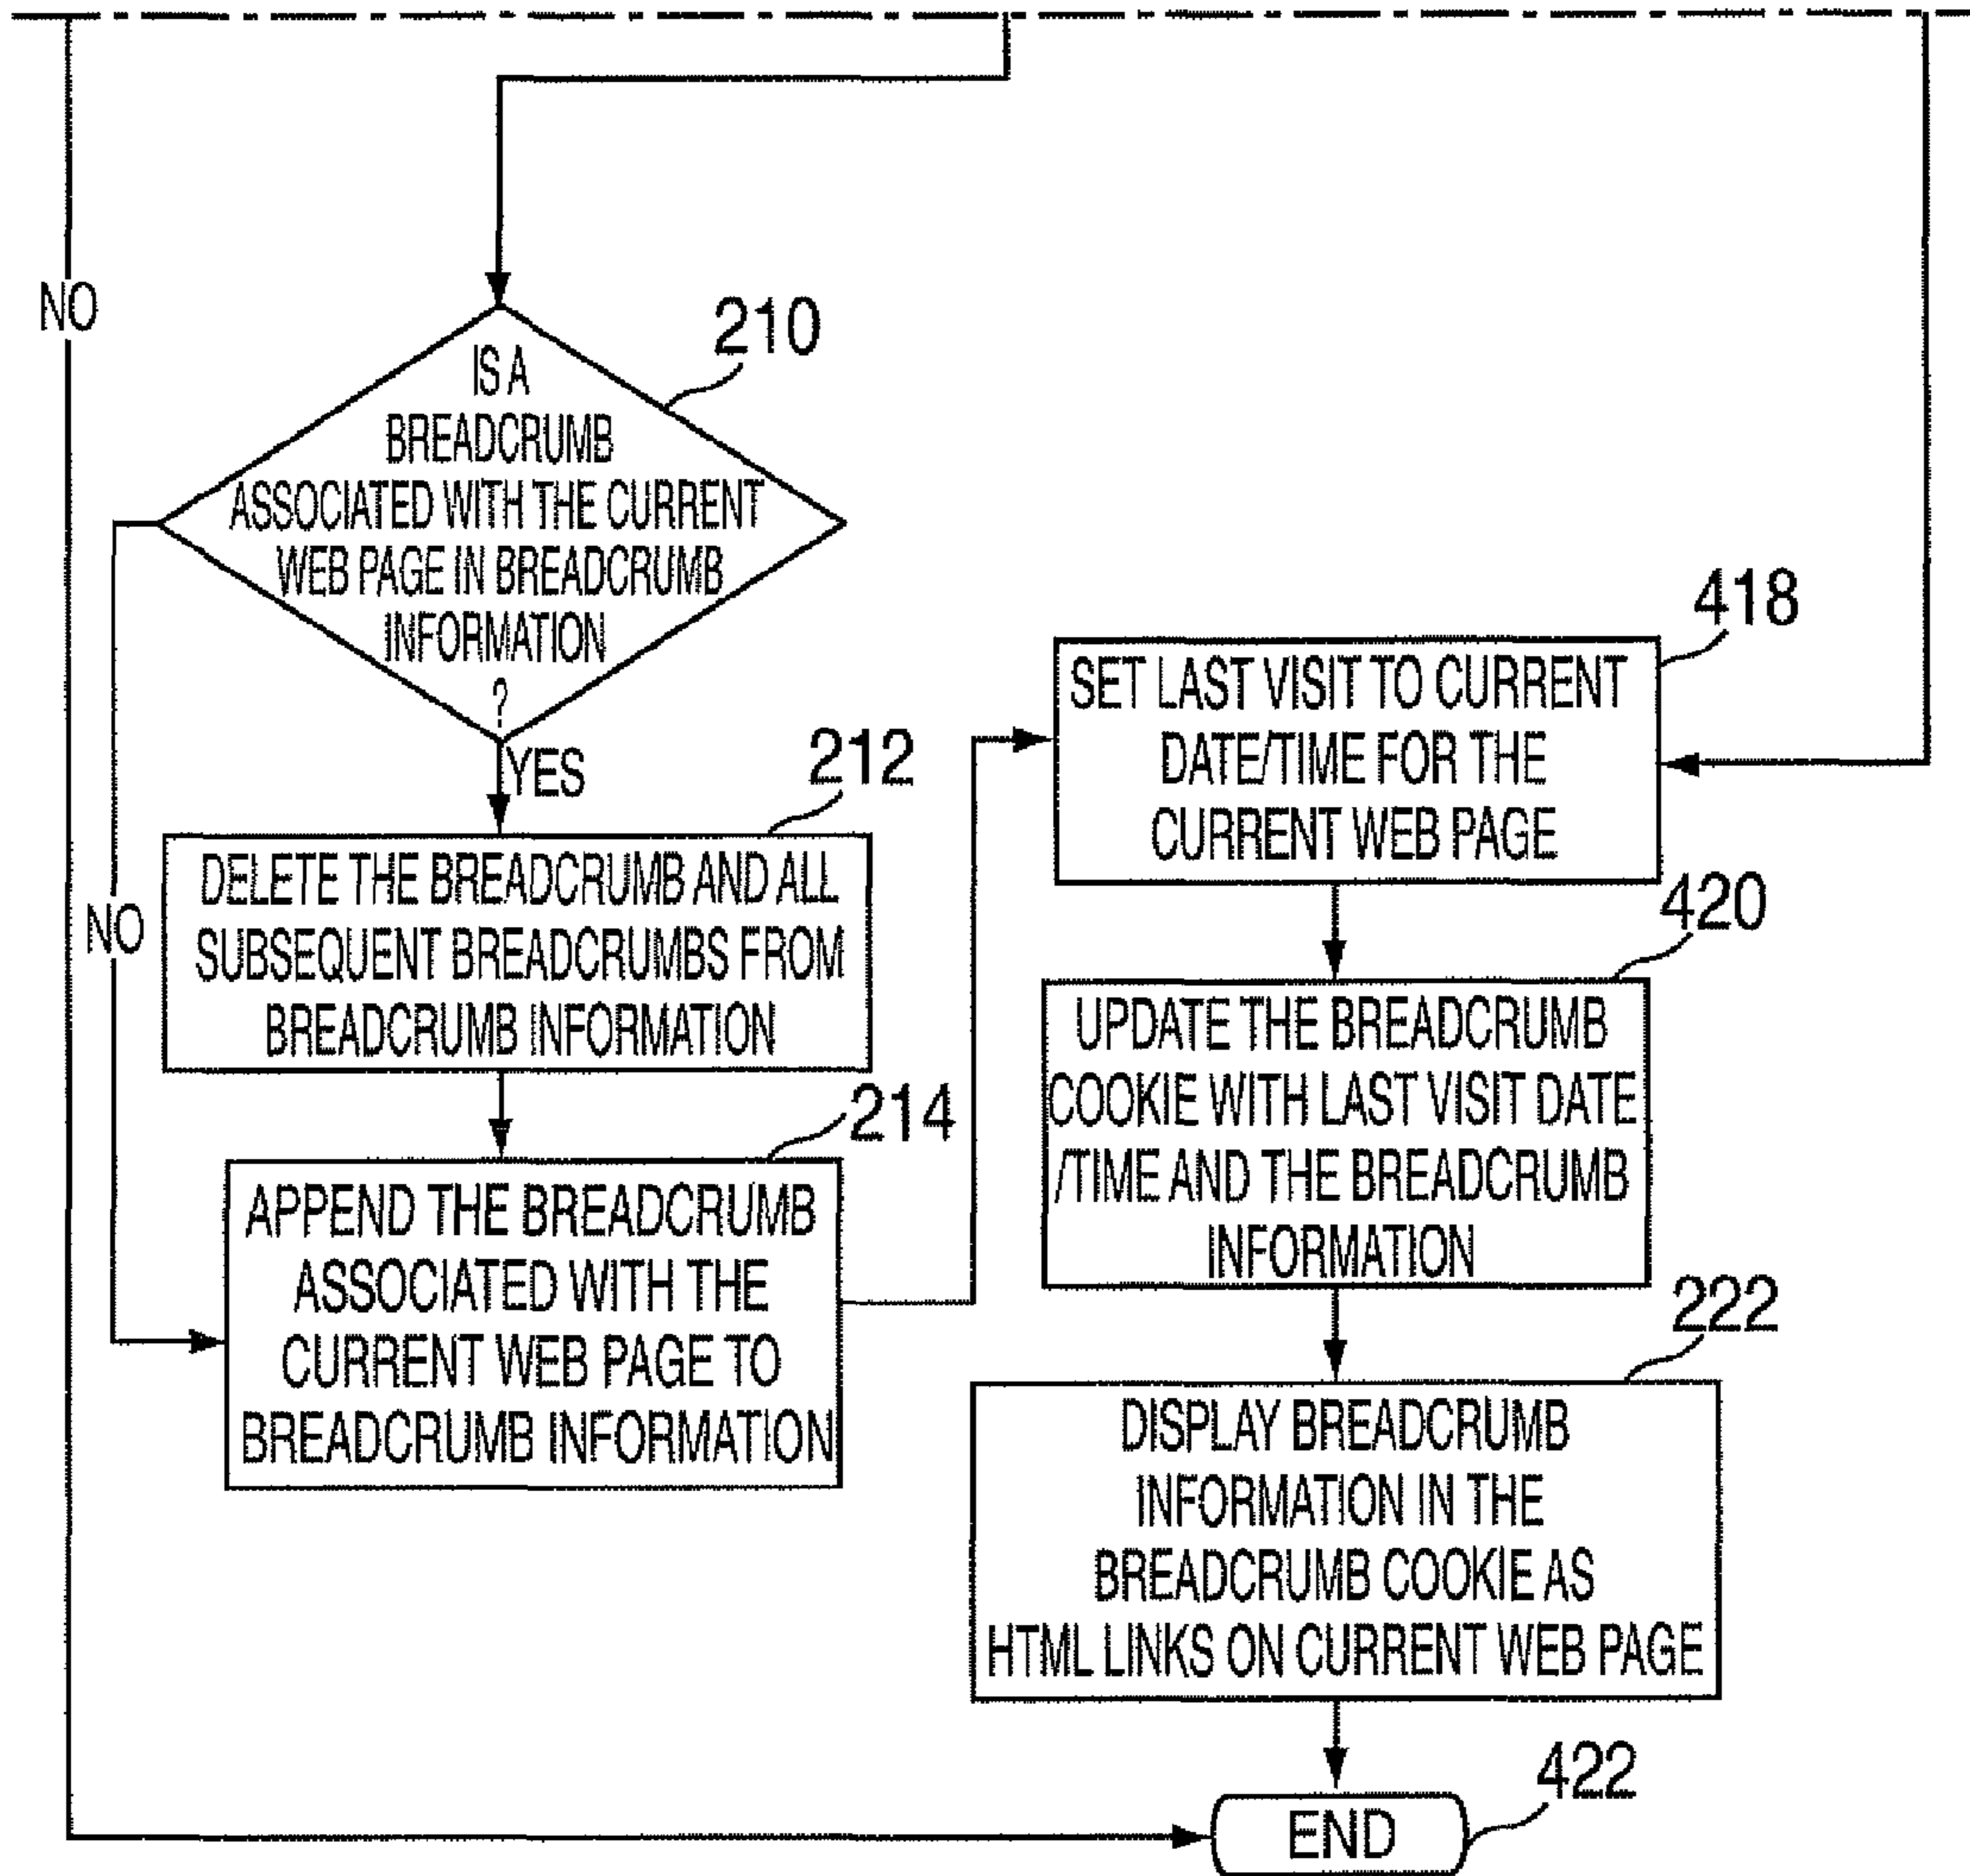 NO
210
IS A
BREADCRUMB
ASSOCIATED WITH THE CURRENT
WEB PAGE IN BREADCRUMB
INFORMATION
?
YES
NO
212
DELETE THE BREADCRUMB AND ALL
SUBSEQUENT BREADCRUMBS FROM
BREADCRUMB INFORMATION
214
APPEND THE BREADCRUMB
ASSOCIATED WITH THE
CURRENT WEB PAGE TO
BREADCRUMB INFORMATION
418
SET LAST VISIT TO CURRENT
DATE/TIME FOR THE
CURRENT WEB PAGE
420
UPDATE THE BREADCRUMB
COOKIE WITH LAST VISIT DATE
/TIME AND THE BREADCRUMB
INFORMATION
222
DISPLAY BREADCRUMB
INFORMATION IN THE
BREADCRUMB COOKIE AS
HTML LINKS ON CURRENT WEB PAGE
422
END